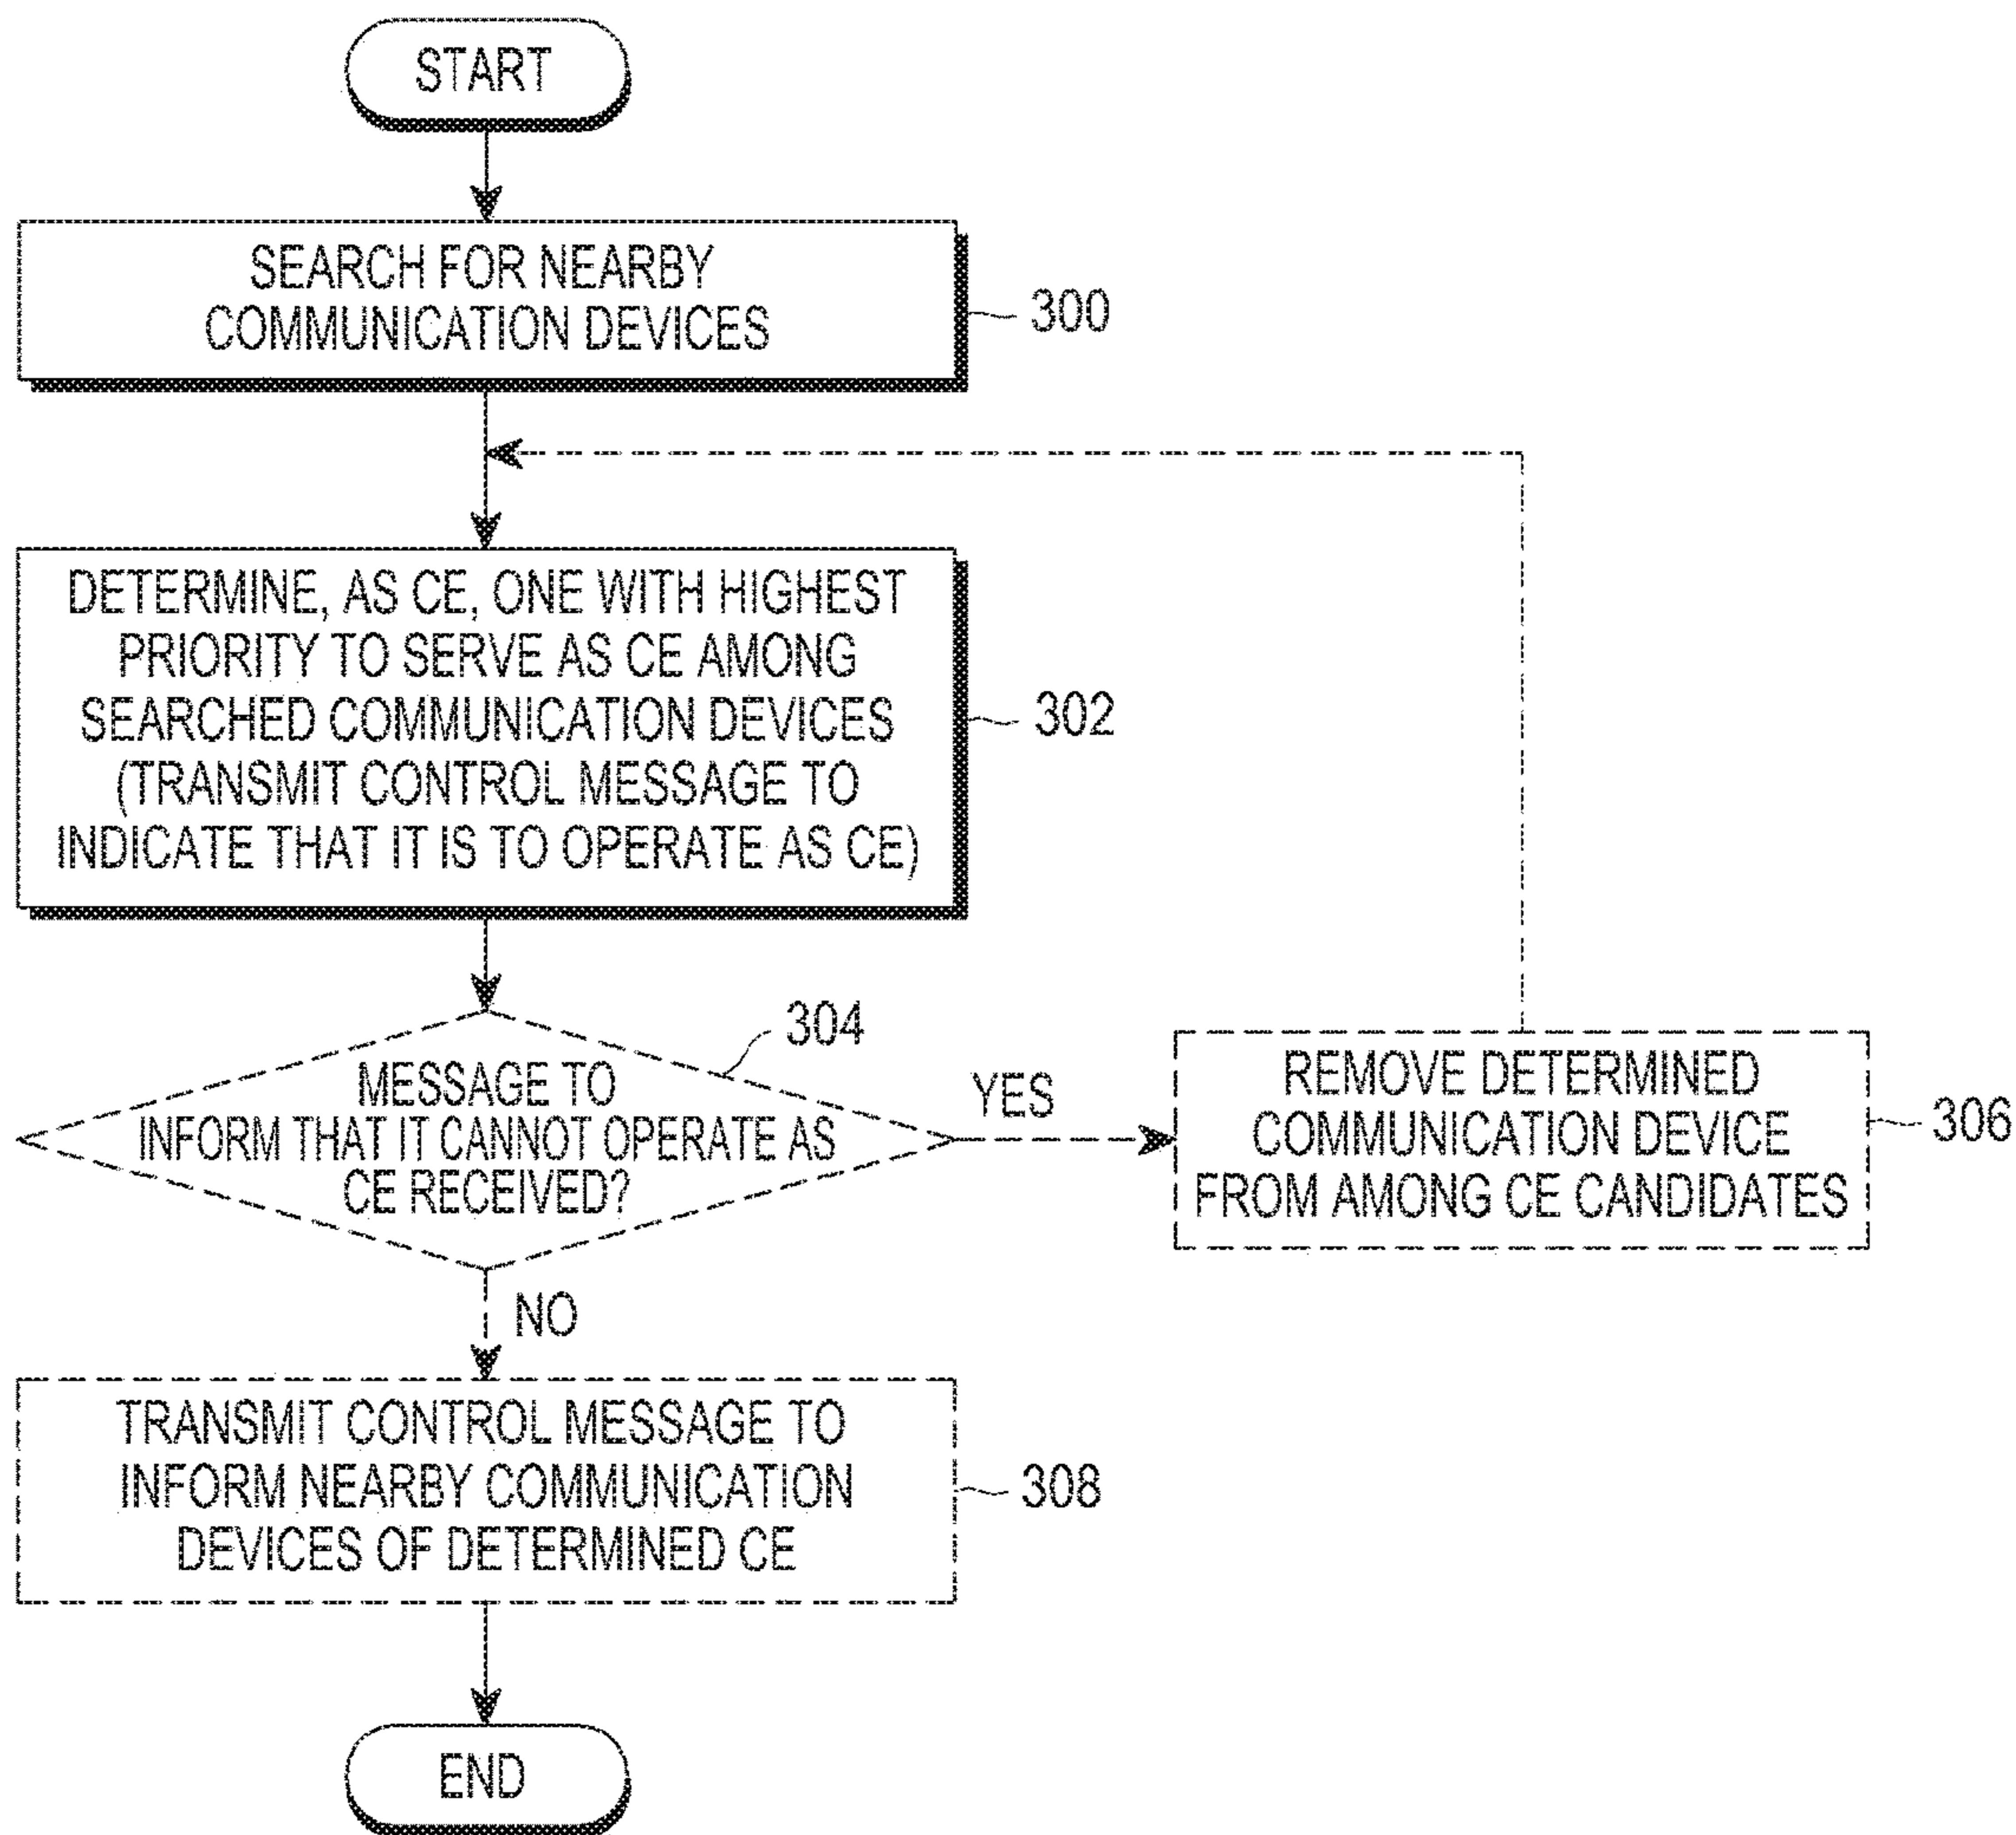 START
SEARCH FOR NEARBY
COMMUNICATION DEVICES
300
DETERMINE, AS CE, ONE WITH HIGHEST
PRIORITY TO SERVE AS CE AMONG
SEARCHED COMMUNICATION DEVICES
(TRANSMIT CONTROL MESSAGE TO
INDICATE THAT IT IS TO OPERATE AS CE)
302
304
MESSAGE TO
INFORM THAT IT CANNOT OPERATE AS
CE RECEIVED?
YES
REMOVE DETERMINED
COMMUNICATION DEVICE
FROM AMONG CE CANDIDATES
306
NO
TRANSMIT CONTROL MESSAGE TO
INFORM NEARBY COMMUNICATION
DEVICES OF DETERMINED CE
308
END